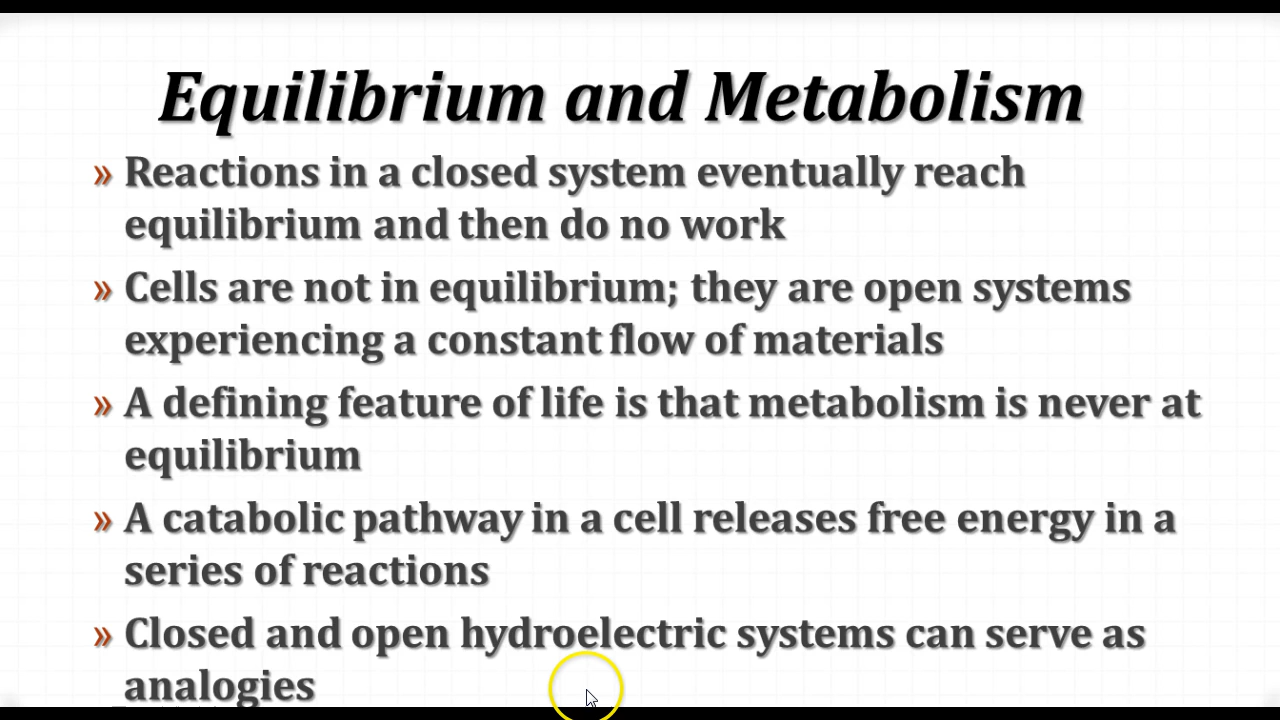 Equilibrium and Metabolism
» Reactions in a closed system eventually reach
equilibrium and then do no work
» Cells are not in equilibrium; they are open systems
experiencing a constant flow of materials
» A defining feature of life is that metabolism is never at
equilibrium
» A catabolic pathway in a cell releases free energy in a
series of reactions
» Closed and open hydroelectric systems can serve as
analogies